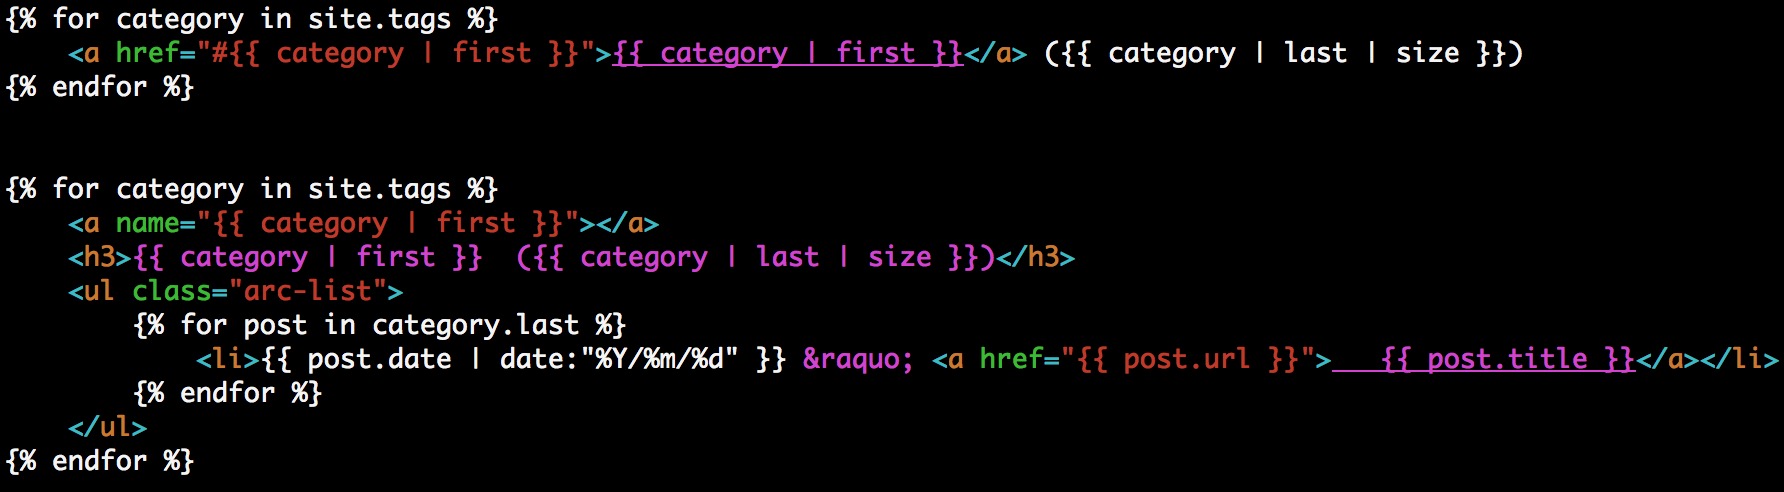 {% for category in site.tags %}
    <a href="#{{ category | first }}">{{ category | first }}</a> ({{ category | last | size }})
{% endfor %}
{% for category in site.tags %}
    <a name="{{ category | first }}"></a>
    <h3>{{ category | first }}  ({{ category | last | size }})</h3>
    <ul class="arc-list">
        {% for post in category.last %}
            <li>{{ post.date | date:"%Y/%m/%d" }} &raquo; <a href="{{ post.url }}">   {{ post.title }}</a></li>
        {% endfor %}
    </ul>
{% endfor %}